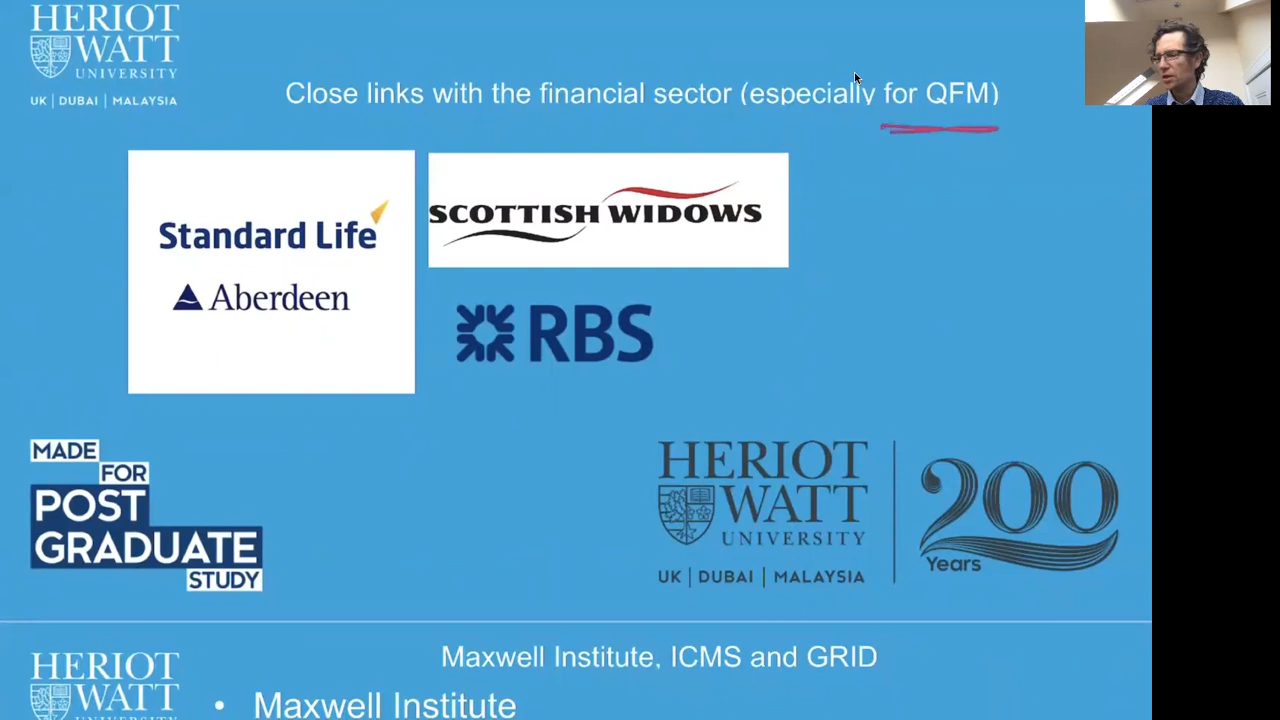 HERIOT
WATT
UNIVERSITY
UK | DUBAI | MALAYSIA
Close links with the financial sector (especially for QFM)
Standard Life
Aberdeen
SCOTTISH WIDOWS
RBS
MADE
FOR
POST
GRADUATE
STUDY
HERIOT
WATT
UNIVERSITY
UK | DUBAI | MALAYSIA
200
Years
HERIOT
WATT
UNIVERSITY
Maxwell Institute, ICMS and GRID
• Maxwell Institute